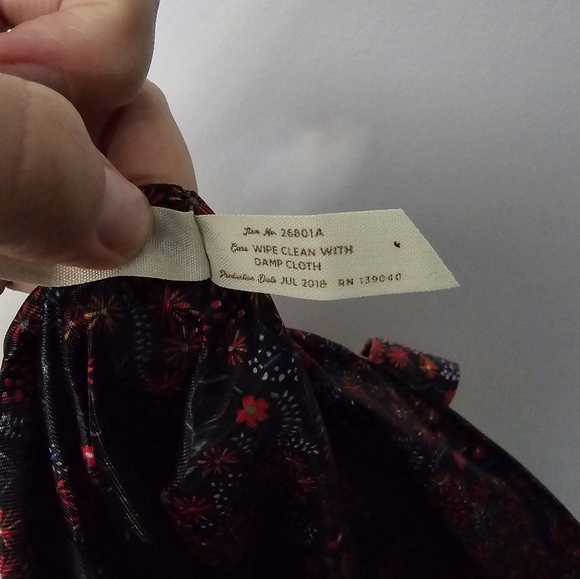 Item No. 26801A
Care WIPE CLEAN WITH
DAMP CLOTH
Production Date JUL 2018 RN 139040